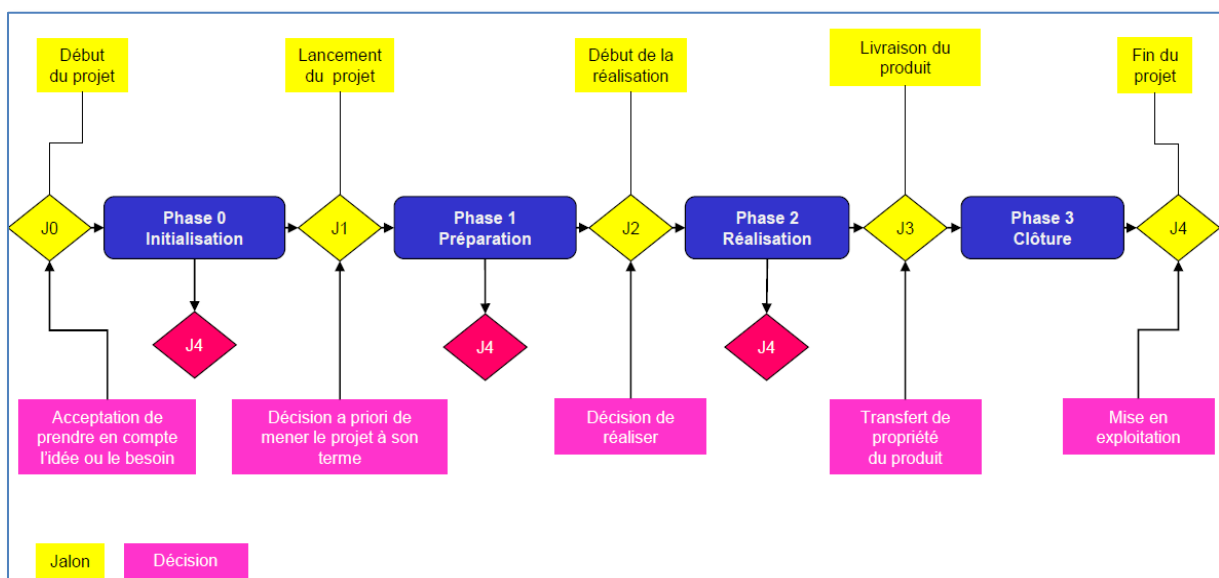 Début
du projet
Lancement
du projet
Début de la
réalisation
Livraison du
produit
Fin du
projet
J0
Phase 0
Initialisation
J1
Phase 1
Préparation
J2
Phase 2
Réalisation
J3
Phase 3
Clôture
J4
J4
J4
J4
Acceptation de
prendre en compte
l'idée ou le besoin
Décision a priori de
mener le projet à son
terme
Décision de
réaliser
Transfert de
propriété
du produit
Mise en
exploitation
Jalon
Décision